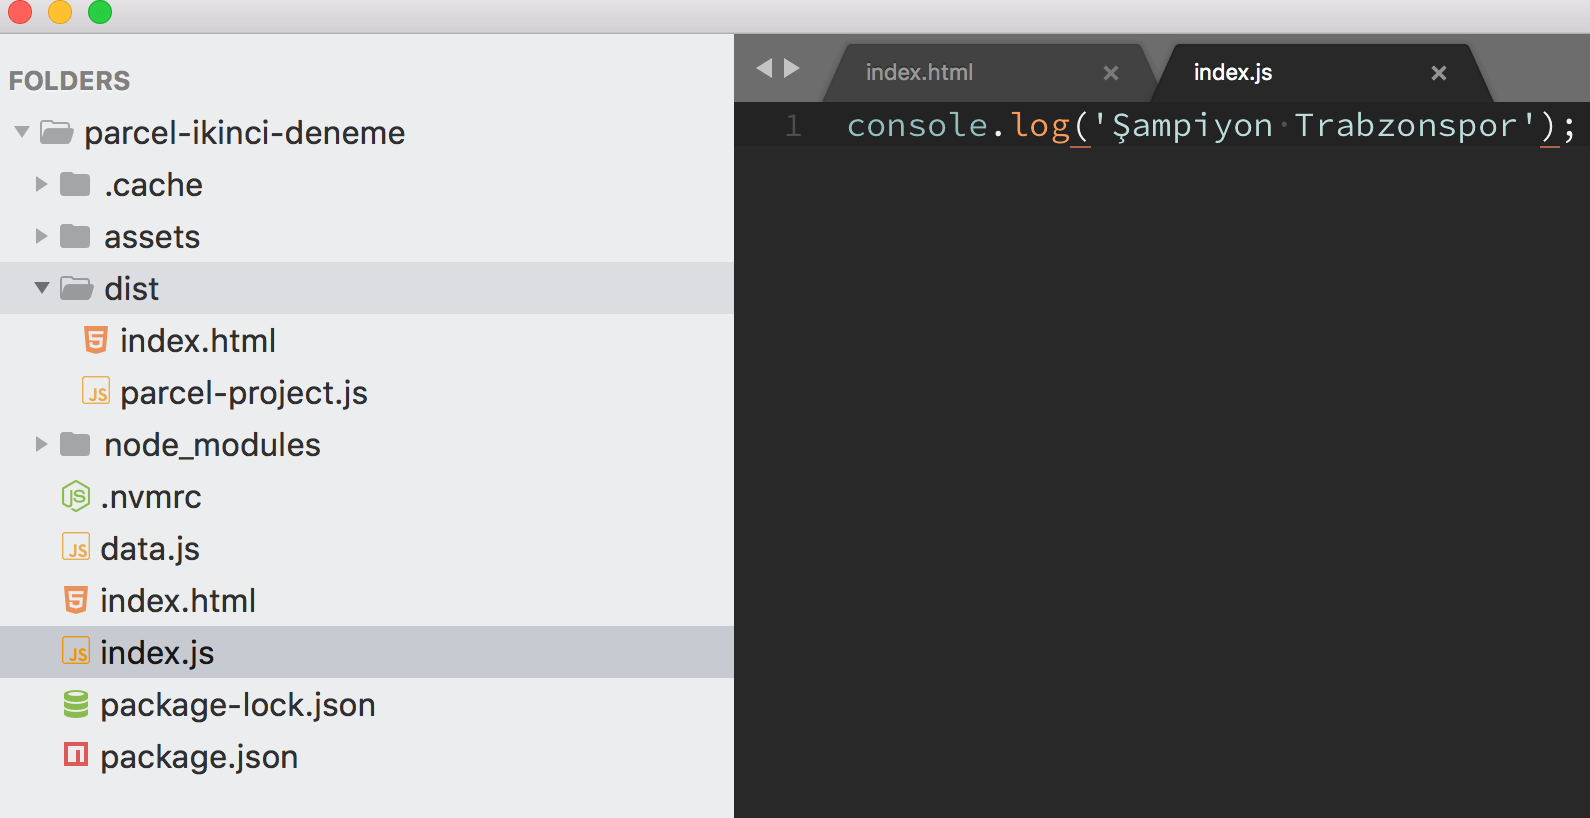 FOLDERS
parcel-ikinci-deneme
.cache
assets
dist
index.html
parcel-project.js
node_modules
.nvmrc
data.js
index.html
index.js
package-lock.json
package.json
index.html
index.js
1 console.log('Şampiyon Trabzonspor');